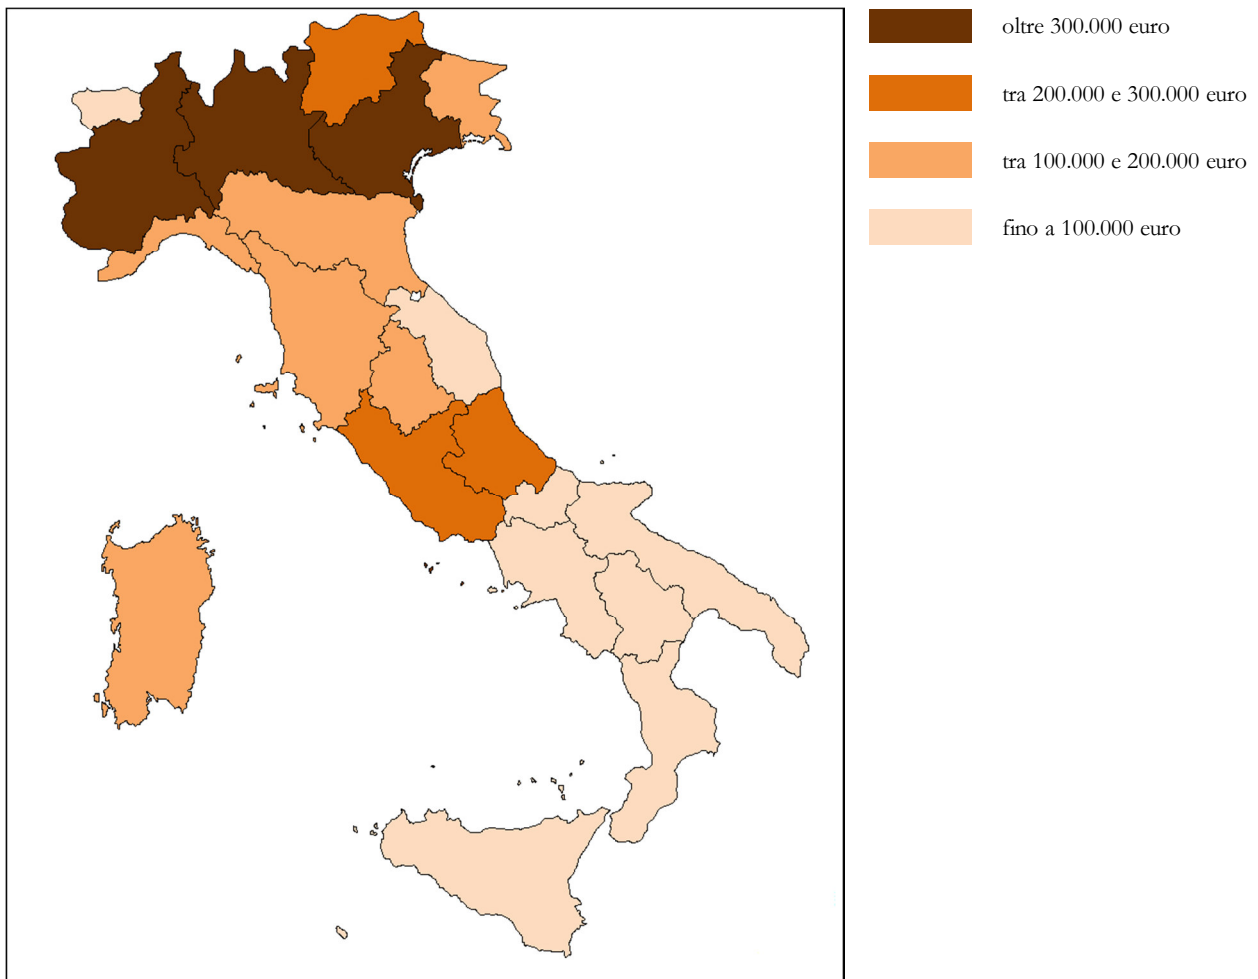 oltre 300.000 euro
tra 200.000 e 300.000 euro
tra 100.000 e 200.000 euro
fino a 100.000 euro